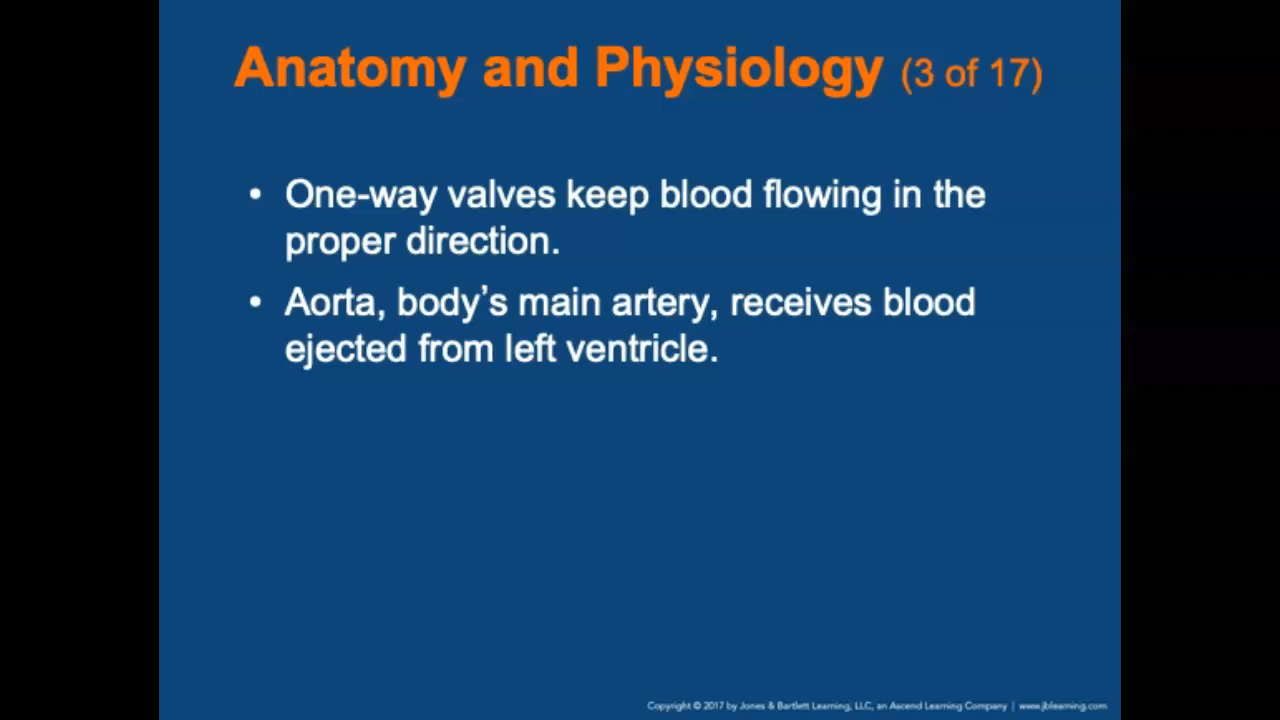 Anatomy and Physiology (3 of 17)
• One-way valves keep blood flowing in the
proper direction.
• Aorta, body’s main artery, receives blood
ejected from left ventricle.
Copyright © 2017 by Jones & Bartlett Learning, LLC, an Ascend Learning Company | www.jblearning.com